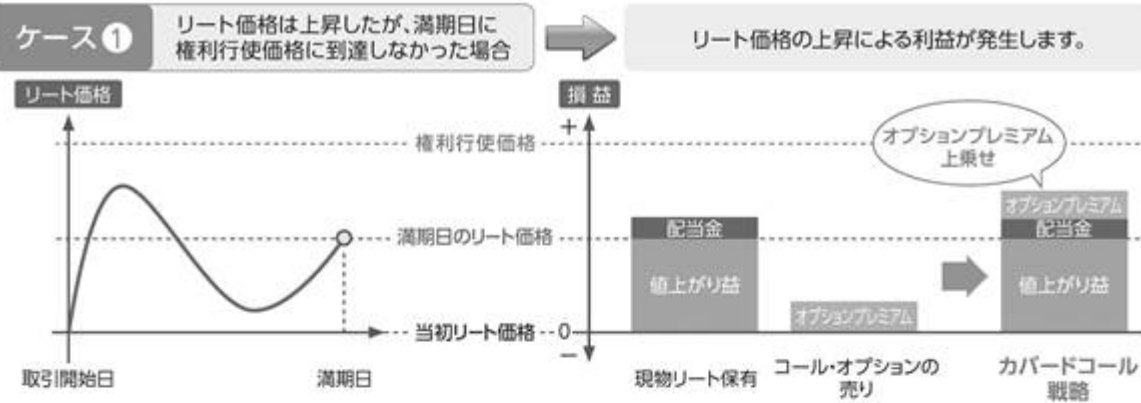 ケース❶
リート価格は上昇したが、満期日に
権利行使価格に到達しなかった場合
リート価格の上昇による利益が発生します。
リート価格
損益
+
権利行使価格
オプションプレミアム
上乗せ
オプションプレミアム
配当金
配当金
満期日のリート価格
値上がり益
値上がり益
オプションプレミアム
当初リート価格
0
−
取引開始日
満期日
現物リート保有
コール・オプションの
売り
カバードコール
戦略